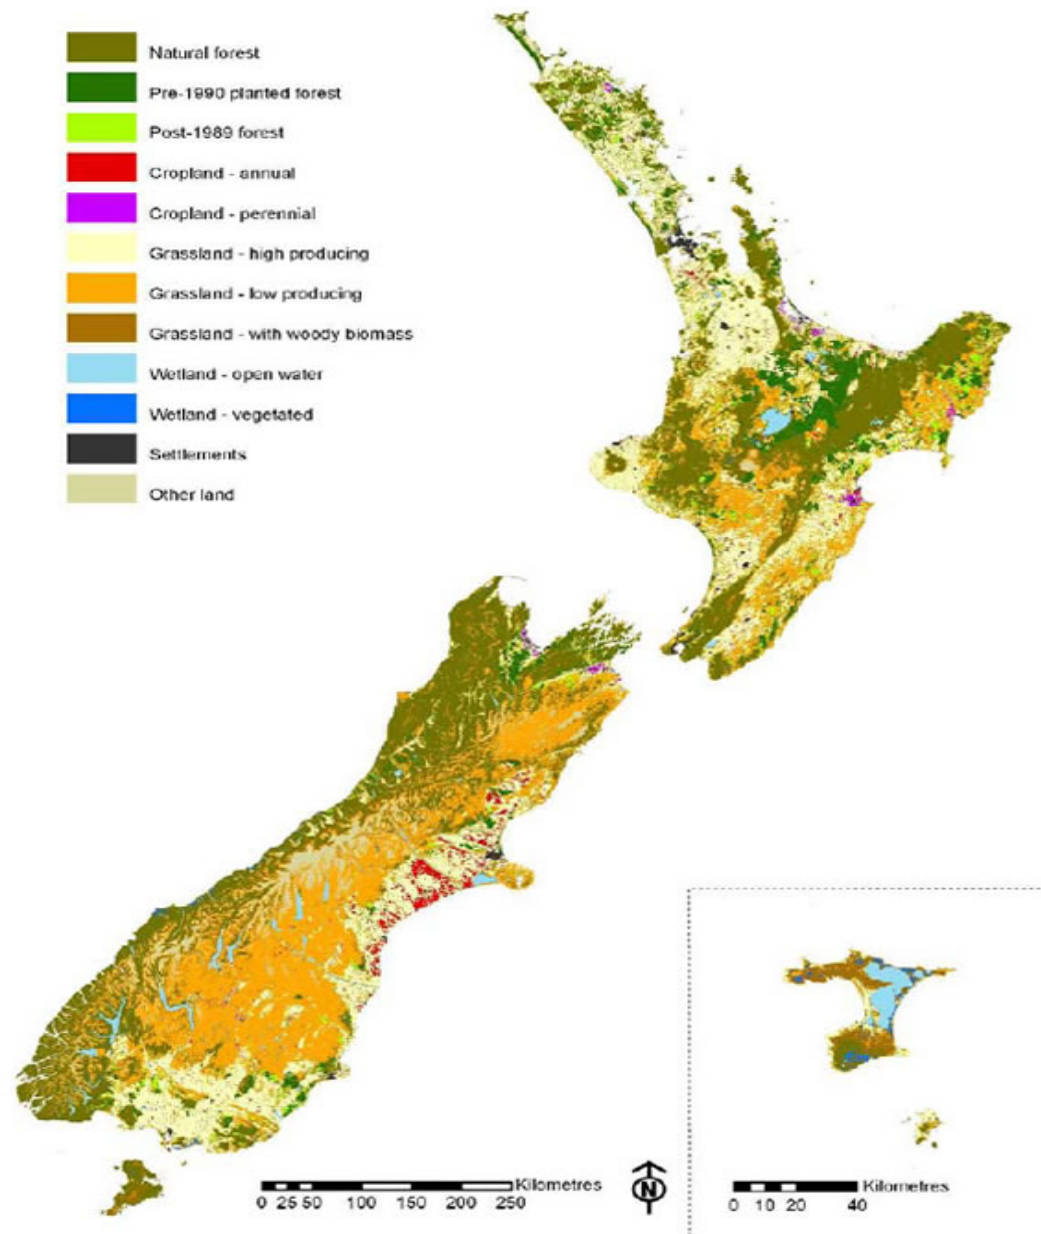 Natural forest
Pre-1990 planted forest
Post-1989 forest
Cropland - annual
Cropland - perennial
Grassland - high producing
Grassland - low producing
Grassland - with woody biomass
Wetland - open water
Wetland - vegetated
Settlements
Other land
Kilometres
0 25 50 100 150 200 250
N
Kilometres
0 10 20 40